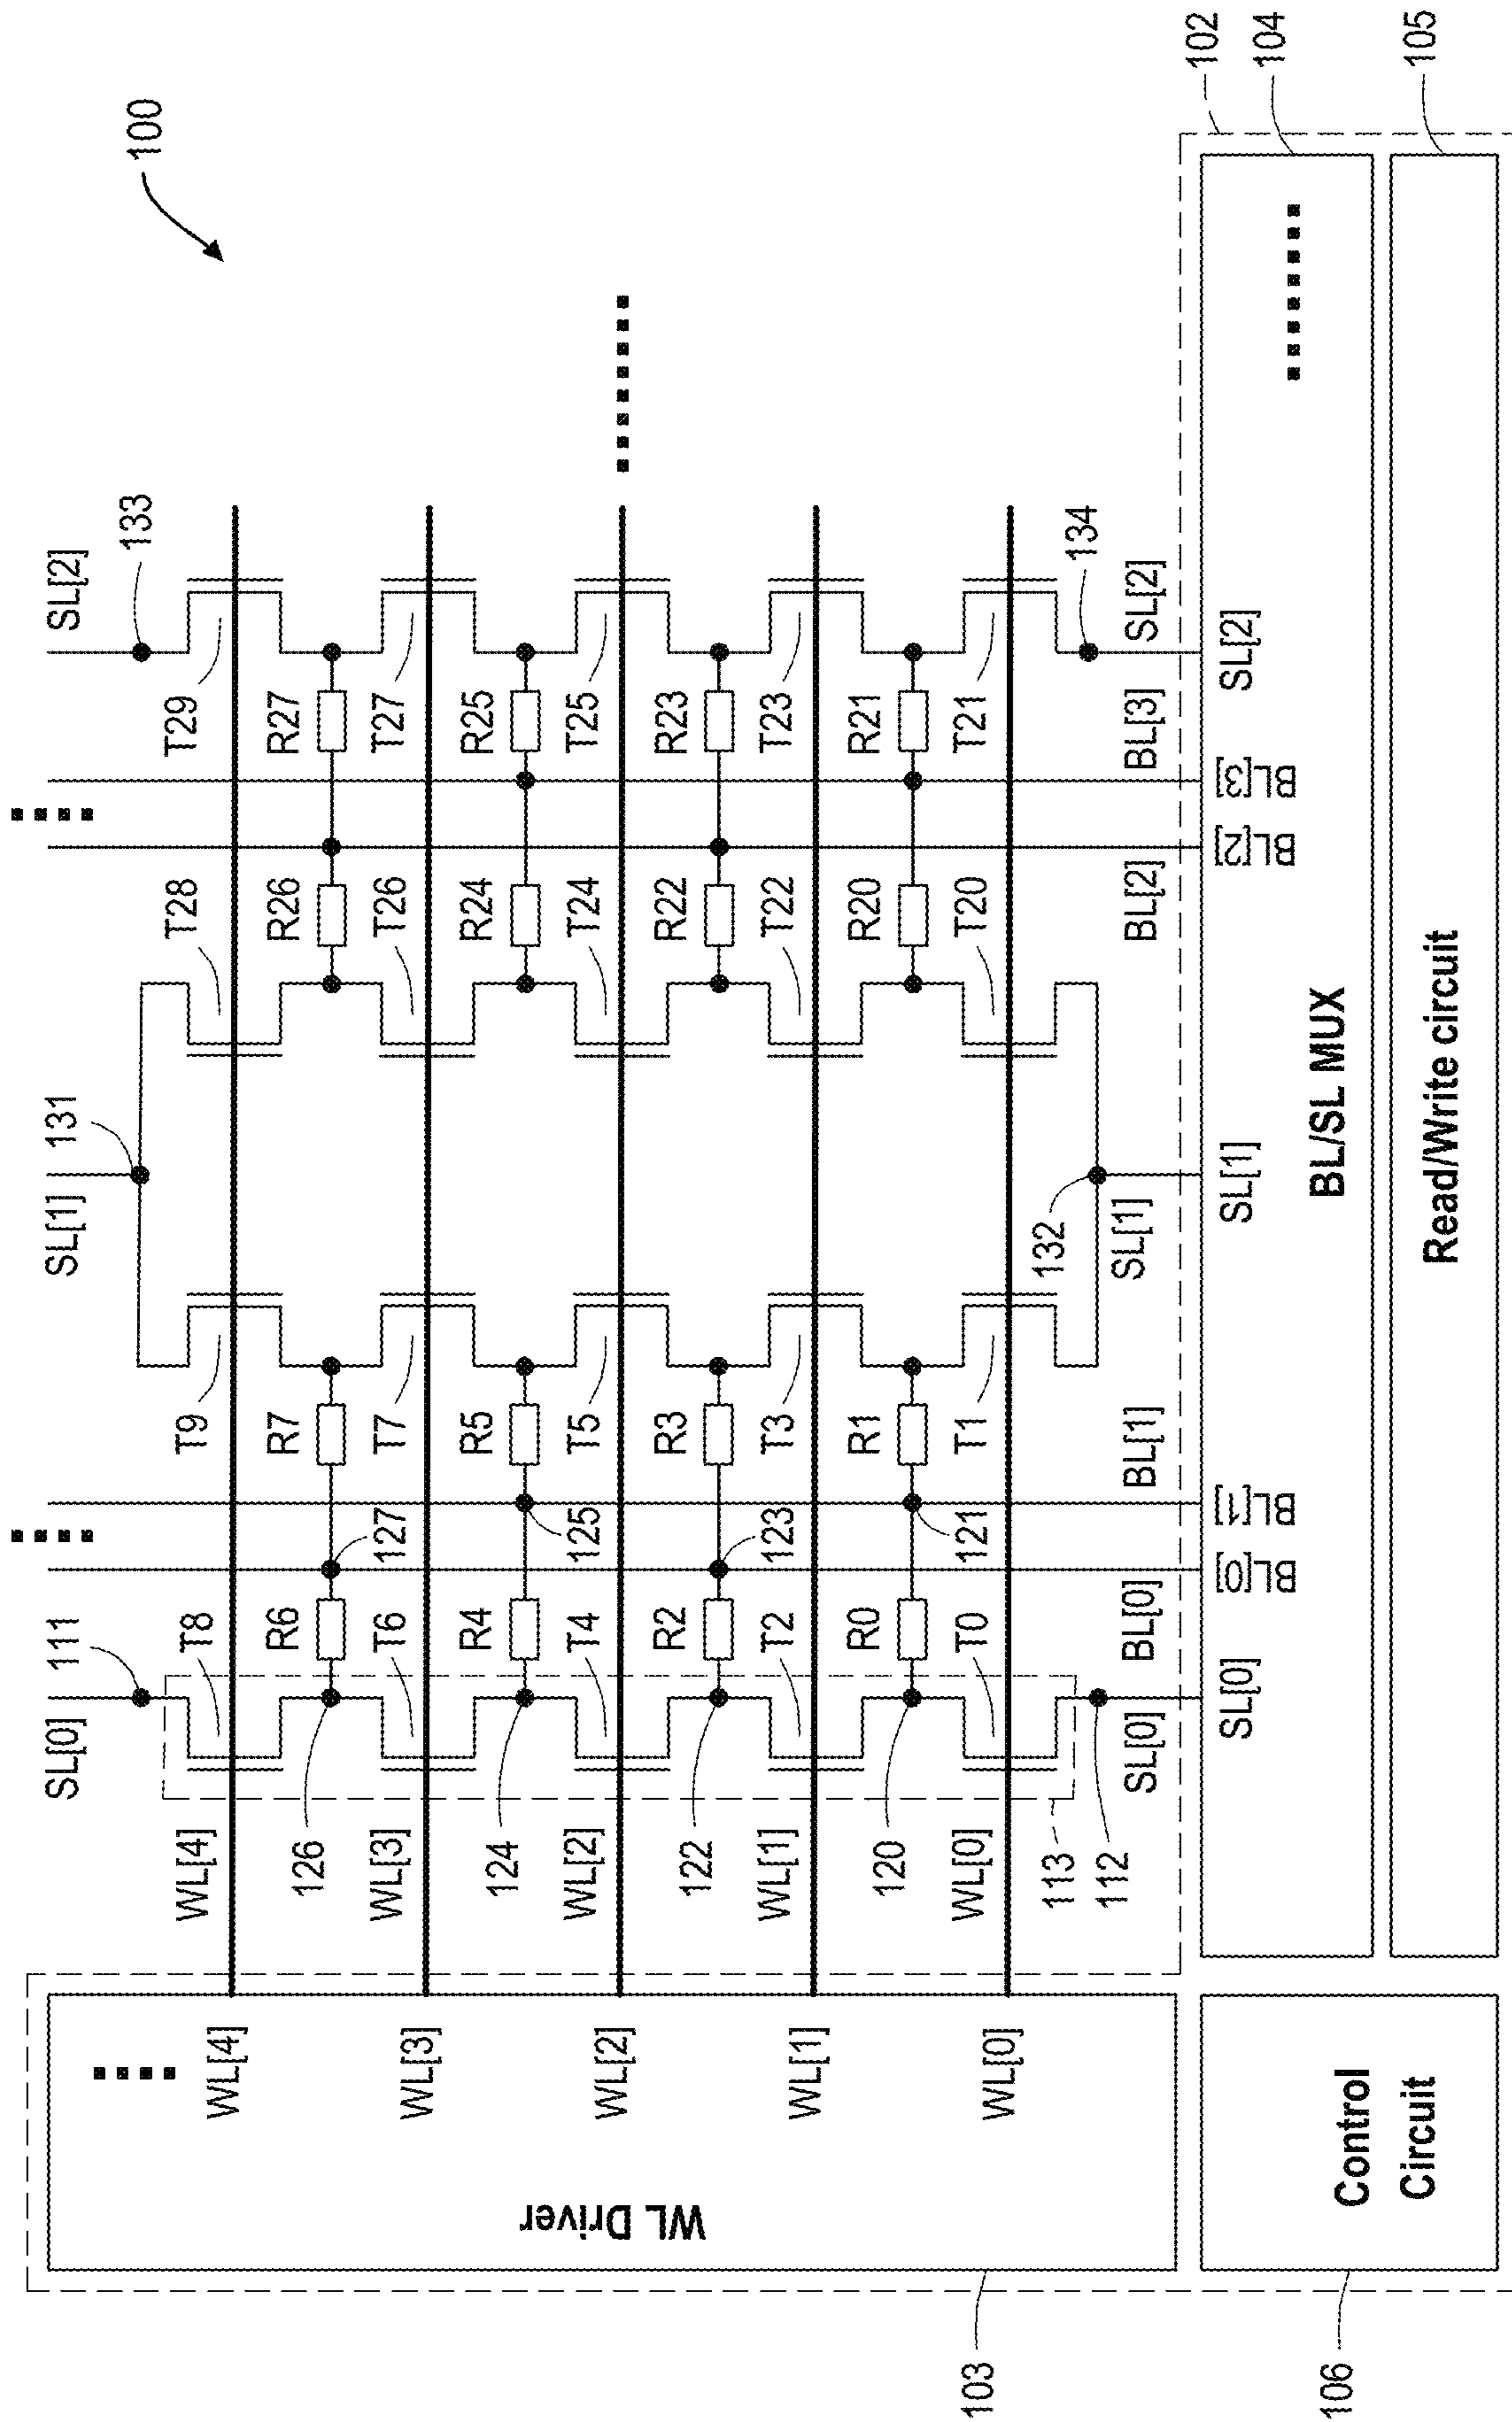 100
SL[0]
111
SL[1]
131
SL[2]
133
WL[4]
WL[4]
T8
T9
T28
T29
126
R6
127
R7
R26
R27
WL[3]
WL[3]
T6
T7
T26
T27
124
R4
125
R5
R24
R25
WL[2]
WL[2]
T4
T5
T24
T25
122
R2
123
R3
R22
R23
WL[1]
WL[1]
T2
T3
T22
T23
120
R0
121
R1
R20
R21
WL[0]
WL[0]
T0
T1
T20
T21
WL Driver
103
113
112
132
134
SL[0]
BL[0]
BL[1]
SL[1]
BL[2]
BL[3]
SL[2]
102
SL[0]
BL[0]
BL[1]
SL[1]
BL[2]
BL[3]
SL[2]
104
BL/SL MUX
Control
Circuit
106
Read/Write circuit
105